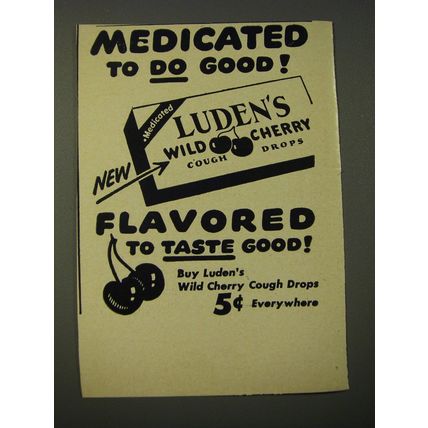 MEDICATED
TO DO GOOD!
•Medicated
LUDEN'S
WILD CHERRY
COUGH DROPS
NEW
FLAVORED
TO TASTE GOOD!
Buy Luden's
Wild Cherry Cough Drops
5¢ Everywhere